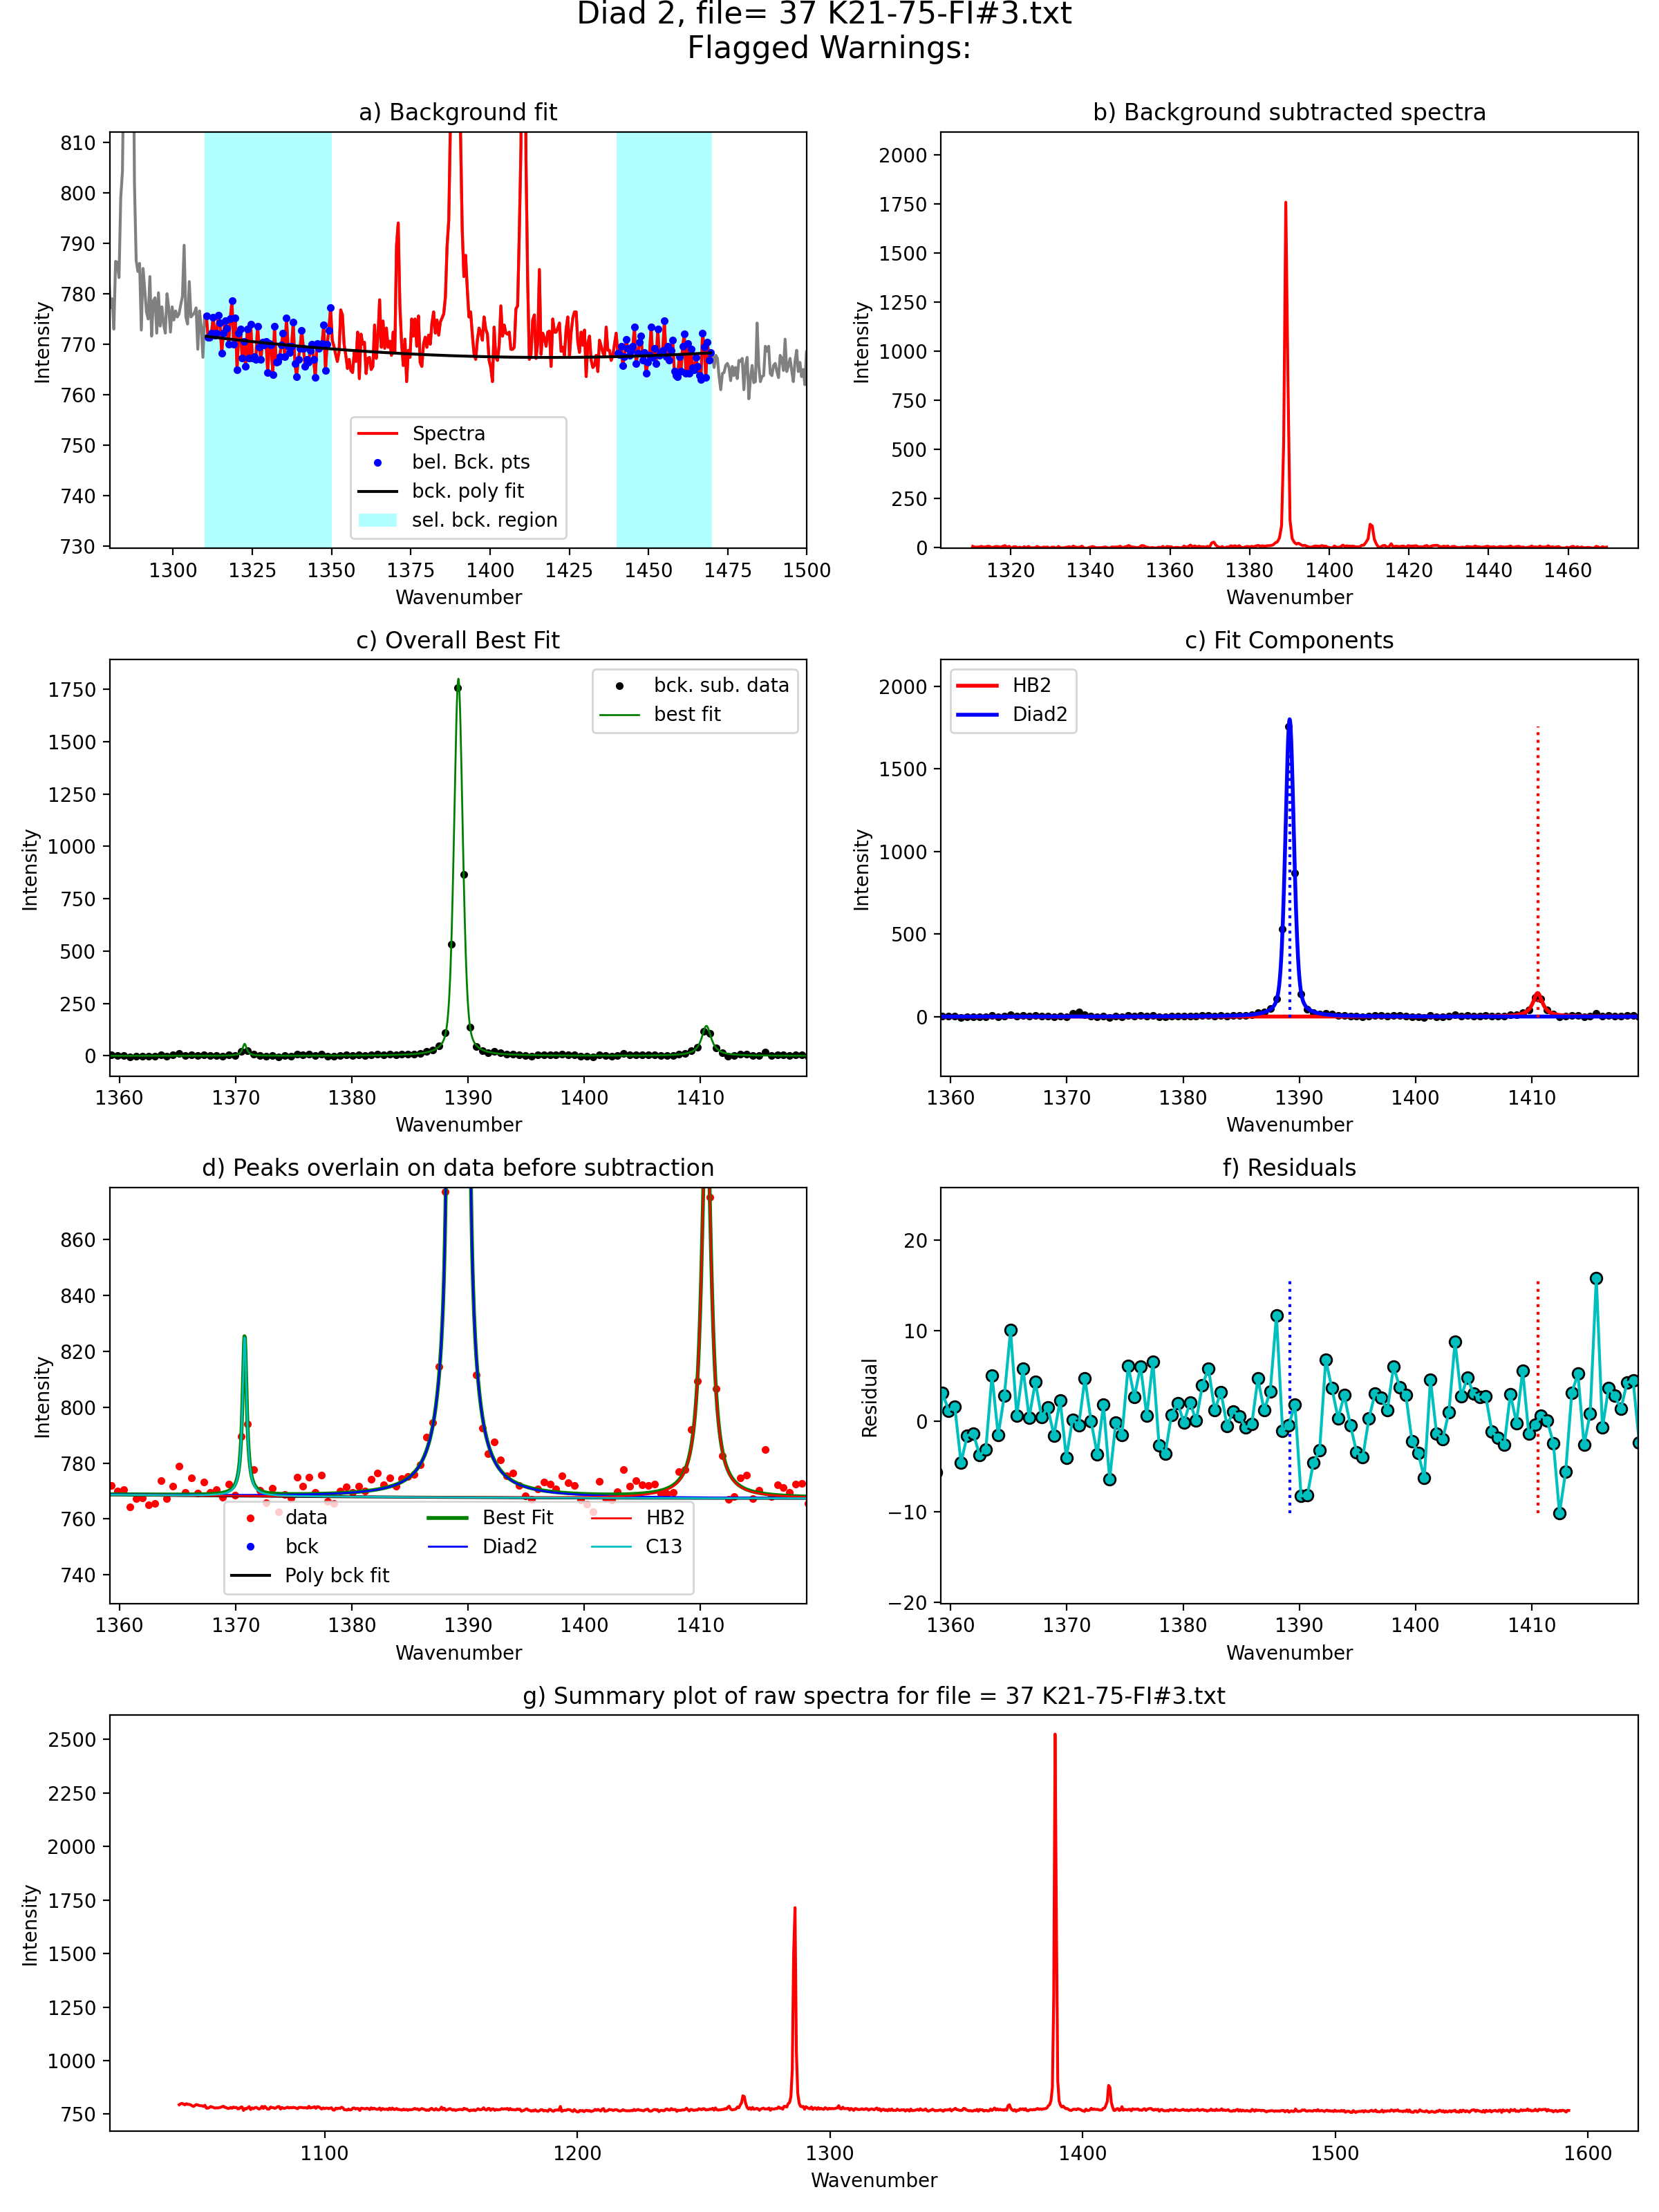 Diad 2, file= 37 K21-75-FI#3.txt
Flagged Warnings:
a) Background fit
810
800
790
780
770
760
750
740
730
Intensity
Spectra
bel. Bck. pts
bck. poly fit
sel. bck. region
1300 1325 1350 1375 1400 1425 1450 1475 1500
Wavenumber
b) Background subtracted spectra
2000
1750
1500
1250
1000
750
500
250
0
Intensity
1320 1340 1360 1380 1400 1420 1440 1460
Wavenumber
c) Overall Best Fit
1750
1500
1250
1000
750
500
250
0
Intensity
bck. sub. data
best fit
1360 1370 1380 1390 1400 1410
Wavenumber
c) Fit Components
2000
1500
1000
500
0
Intensity
HB2
Diad2
1360 1370 1380 1390 1400 1410
Wavenumber
d) Peaks overlain on data before subtraction
860
840
820
800
780
760
740
Intensity
data Best Fit HB2
bck Diad2 C13
Poly bck fit
1360 1370 1380 1390 1400 1410
Wavenumber
f) Residuals
20
10
0
−10
−20
Residual
1360 1370 1380 1390 1400 1410
Wavenumber
g) Summary plot of raw spectra for file = 37 K21-75-FI#3.txt
2500
2250
2000
1750
1500
1250
1000
750
Intensity
1100 1200 1300 1400 1500 1600
Wavenumber